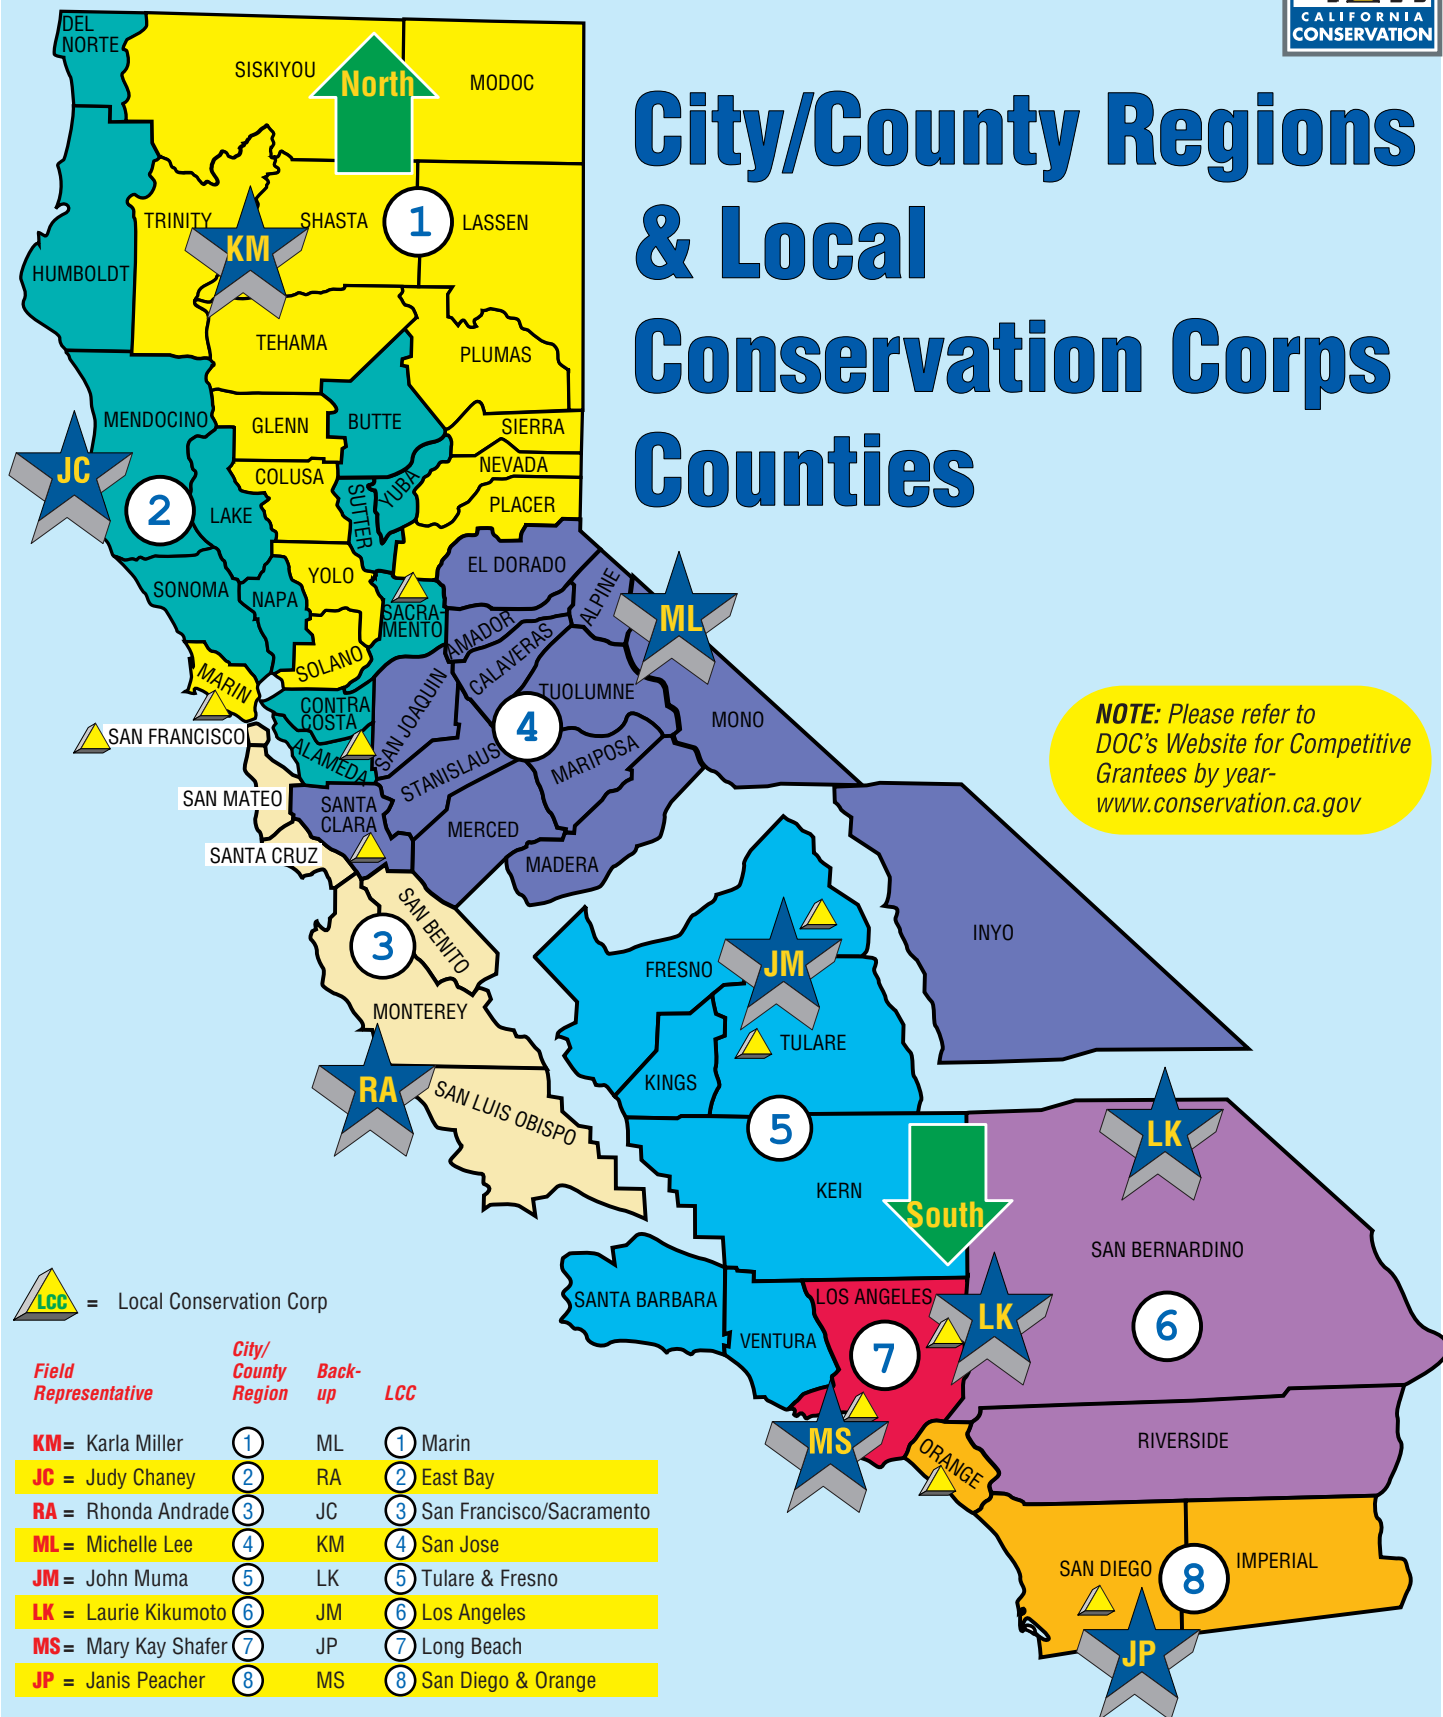 CALIFORNIA
CONSERVATION
City/County Regions
& Local
Conservation Corps
Counties
North
South
DEL
NORTE
SISKIYOU
MODOC
TRINITY
SHASTA
1
LASSEN
KM
HUMBOLDT
TEHAMA
PLUMAS
MENDOCINO
GLENN
BUTTE
SIERRA
JC
COLUSA
NEVADA
YUBA
SUTTER
PLACER
2
LAKE
EL DORADO
SONOMA
NAPA
YOLO
ALPINE
SACRA-
MENTO
AMADOR
ML
CALAVERAS
SOLANO
MARIN
TUOLUMNE
CONTRA
COSTA
SAN JOAQUIN
4
MONO
SAN FRANCISCO
ALAMEDA
STANISLAUS
MARIPOSA
SAN MATEO
SANTA
CLARA
MERCED
SANTA CRUZ
MADERA
NOTE: Please refer to
DOC's Website for Competitive
Grantees by year-
www.conservation.ca.gov
SAN BENITO
3
INYO
FRESNO
JM
MONTEREY
TULARE
KINGS
RA
SAN LUIS OBISPO
5
LK
KERN
SAN BERNARDINO
SANTA BARBARA
LOS ANGELES
LK
6
VENTURA
7
MS
ORANGE
RIVERSIDE
SAN DIEGO
8
IMPERIAL
JP
LCC = Local Conservation Corp
Field
Representative
City/
County
Region
Back-
up
LCC
KM= Karla Miller 1 ML 1 Marin
JC = Judy Chaney 2 RA 2 East Bay
RA = Rhonda Andrade 3 JC 3 San Francisco/Sacramento
ML = Michelle Lee 4 KM 4 San Jose
JM = John Muma 5 LK 5 Tulare & Fresno
LK = Laurie Kikumoto 6 JM 6 Los Angeles
MS= Mary Kay Shafer 7 JP 7 Long Beach
JP = Janis Peacher 8 MS 8 San Diego & Orange